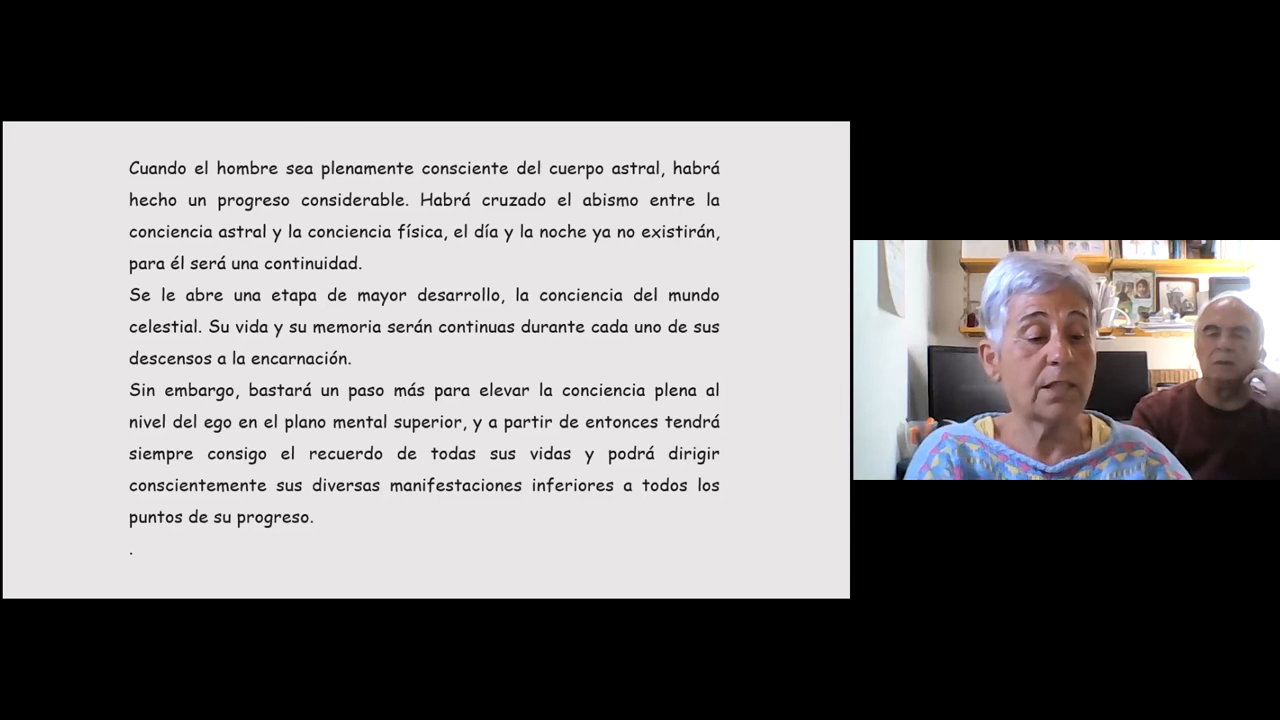 Cuando el hombre sea plenamente consciente del cuerpo astral, habrá
hecho un progreso considerable. Habrá cruzado el abismo entre la
conciencia astral y la conciencia física, el día y la noche ya no existirán,
para él será una continuidad.
Se le abre una etapa de mayor desarrollo, la conciencia del mundo
celestial. Su vida y su memoria serán continuas durante cada uno de sus
descensos a la encarnación.
Sin embargo, bastará un paso más para elevar la conciencia plena al
nivel del ego en el plano mental superior, y a partir de entonces tendrá
siempre consigo el recuerdo de todas sus vidas y podrá dirigir
conscientemente sus diversas manifestaciones inferiores a todos los
puntos de su progreso.
.